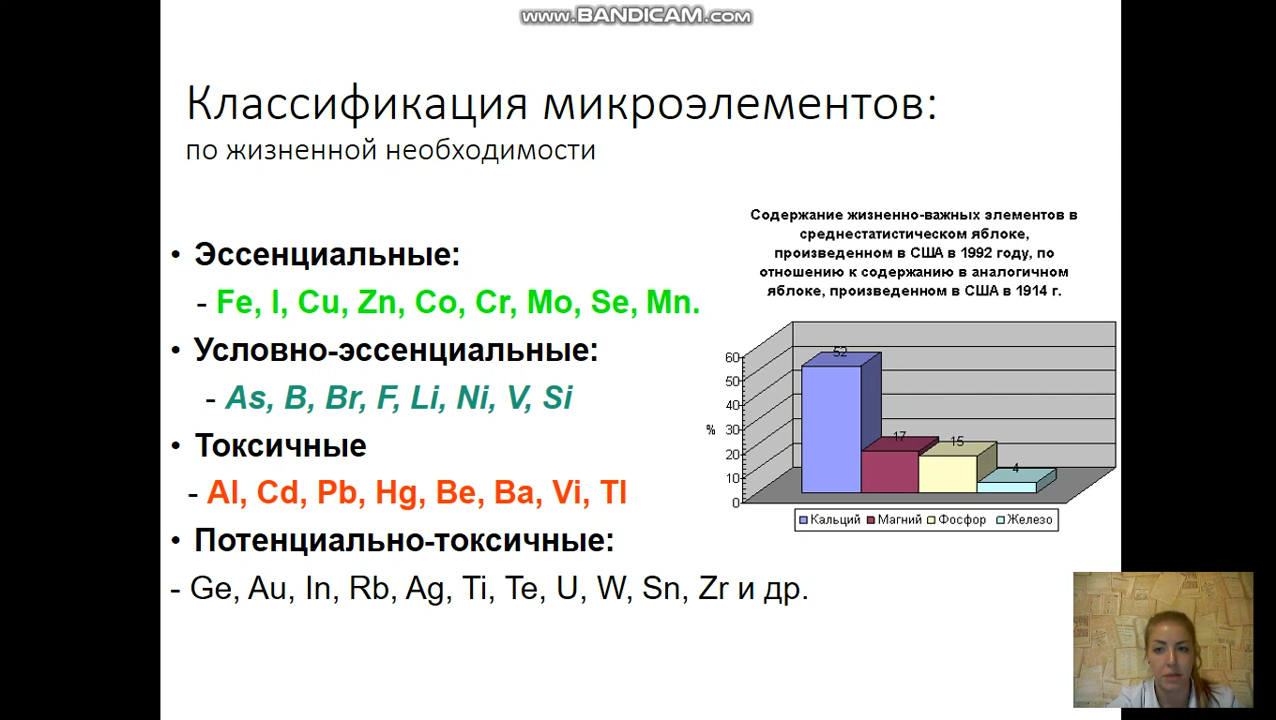 www.BANDICAM.com
Классификация микроэлементов:
по жизненной необходимости
• Эссенциальные:
- Fe, I, Cu, Zn, Co, Cr, Mo, Se, Mn.
• Условно-эссенциальные:
- As, B, Br, F, Li, Ni, V, Si
• Токсичные
- Al, Cd, Pb, Hg, Be, Ba, Vi, Tl
• Потенциально-токсичные:
- Ge, Au, In, Rb, Ag, Ti, Te, U, W, Sn, Zr и др.
Содержание жизненно-важных элементов в
среднестатистическом яблоке,
произведенном в США в 1992 году, по
отношению к содержанию в аналогичном
яблоке, произведенном в США в 1914 г.
%
60
50
40
30
20
10
0
52
17
15
4
Кальций Магний Фосфор Железо